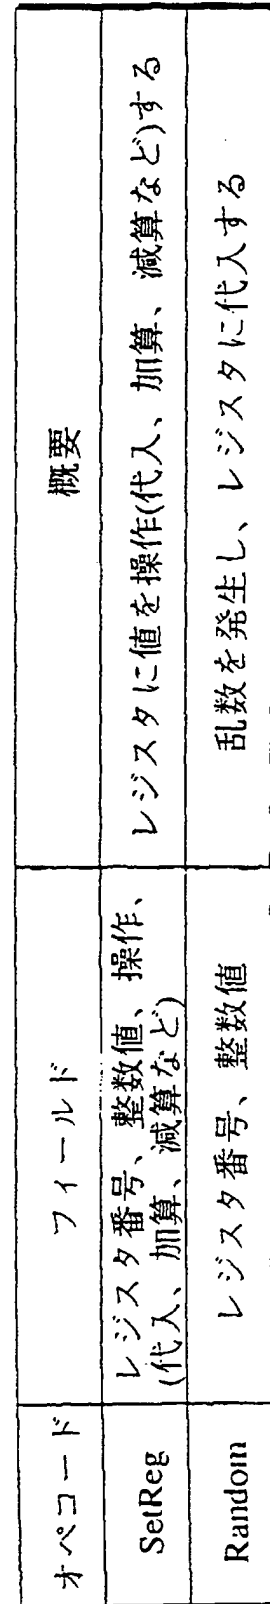 オペコード フィールド 概要
SetReg レジスタ番号、整数値、操作、 レジスタに値を操作(代入、加算、減算など)する
(代入、加算、減算など)
Random レジスタ番号、整数値 乱数を発生し、レジスタに代入する